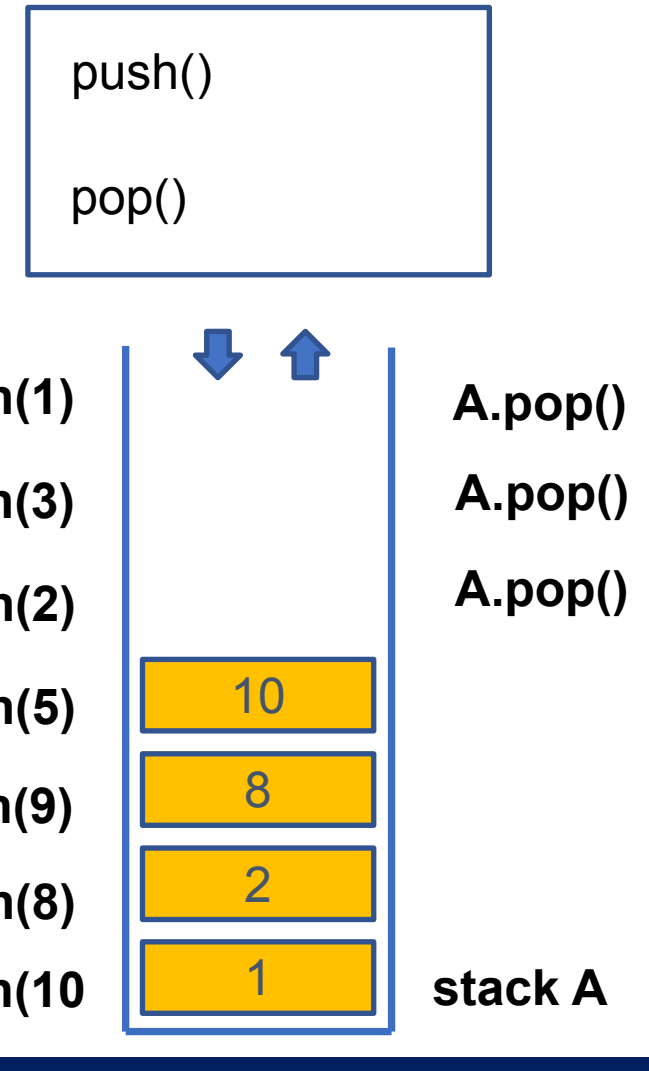 push()
pop()
n(1) A.pop()
n(3) A.pop()
n(2) A.pop()
n(5) 10
n(9) 8
n(8) 2
n(10 1 stack A